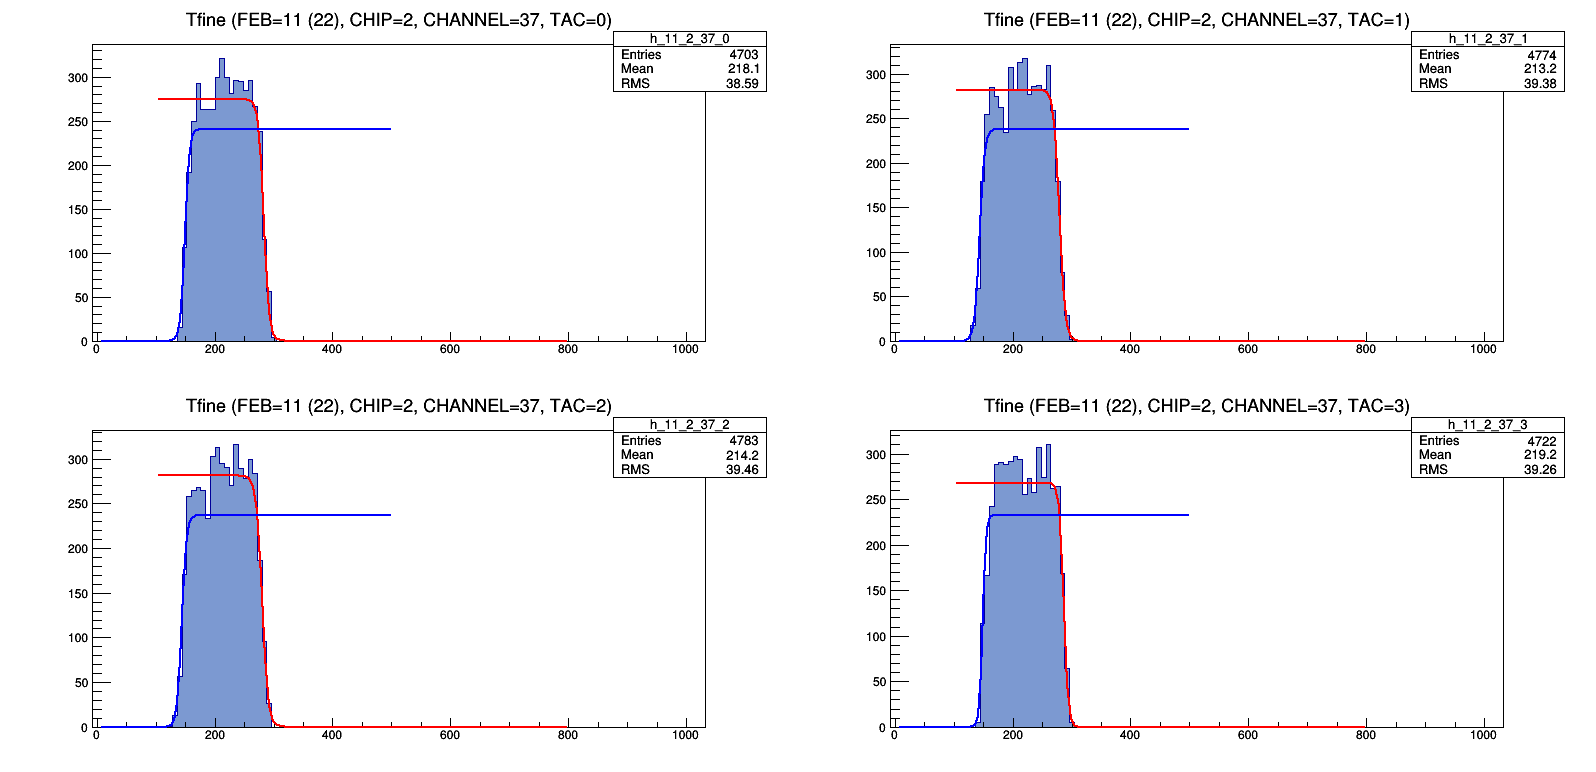 Tfine (FEB=11 (22), CHIP=2, CHANNEL=37, TAC=0)
h_11_2_37_0
Entries 4703
Mean 218.1
RMS 38.59
300
250
200
150
100
50
0
0 200 400 600 800 1000
Tfine (FEB=11 (22), CHIP=2, CHANNEL=37, TAC=1)
h_11_2_37_1
Entries 4774
Mean 213.2
RMS 39.38
300
250
200
150
100
50
0
0 200 400 600 800 1000
Tfine (FEB=11 (22), CHIP=2, CHANNEL=37, TAC=2)
h_11_2_37_2
Entries 4783
Mean 214.2
RMS 39.46
300
250
200
150
100
50
0
0 200 400 600 800 1000
Tfine (FEB=11 (22), CHIP=2, CHANNEL=37, TAC=3)
h_11_2_37_3
Entries 4722
Mean 219.2
RMS 39.26
300
250
200
150
100
50
0
0 200 400 600 800 1000